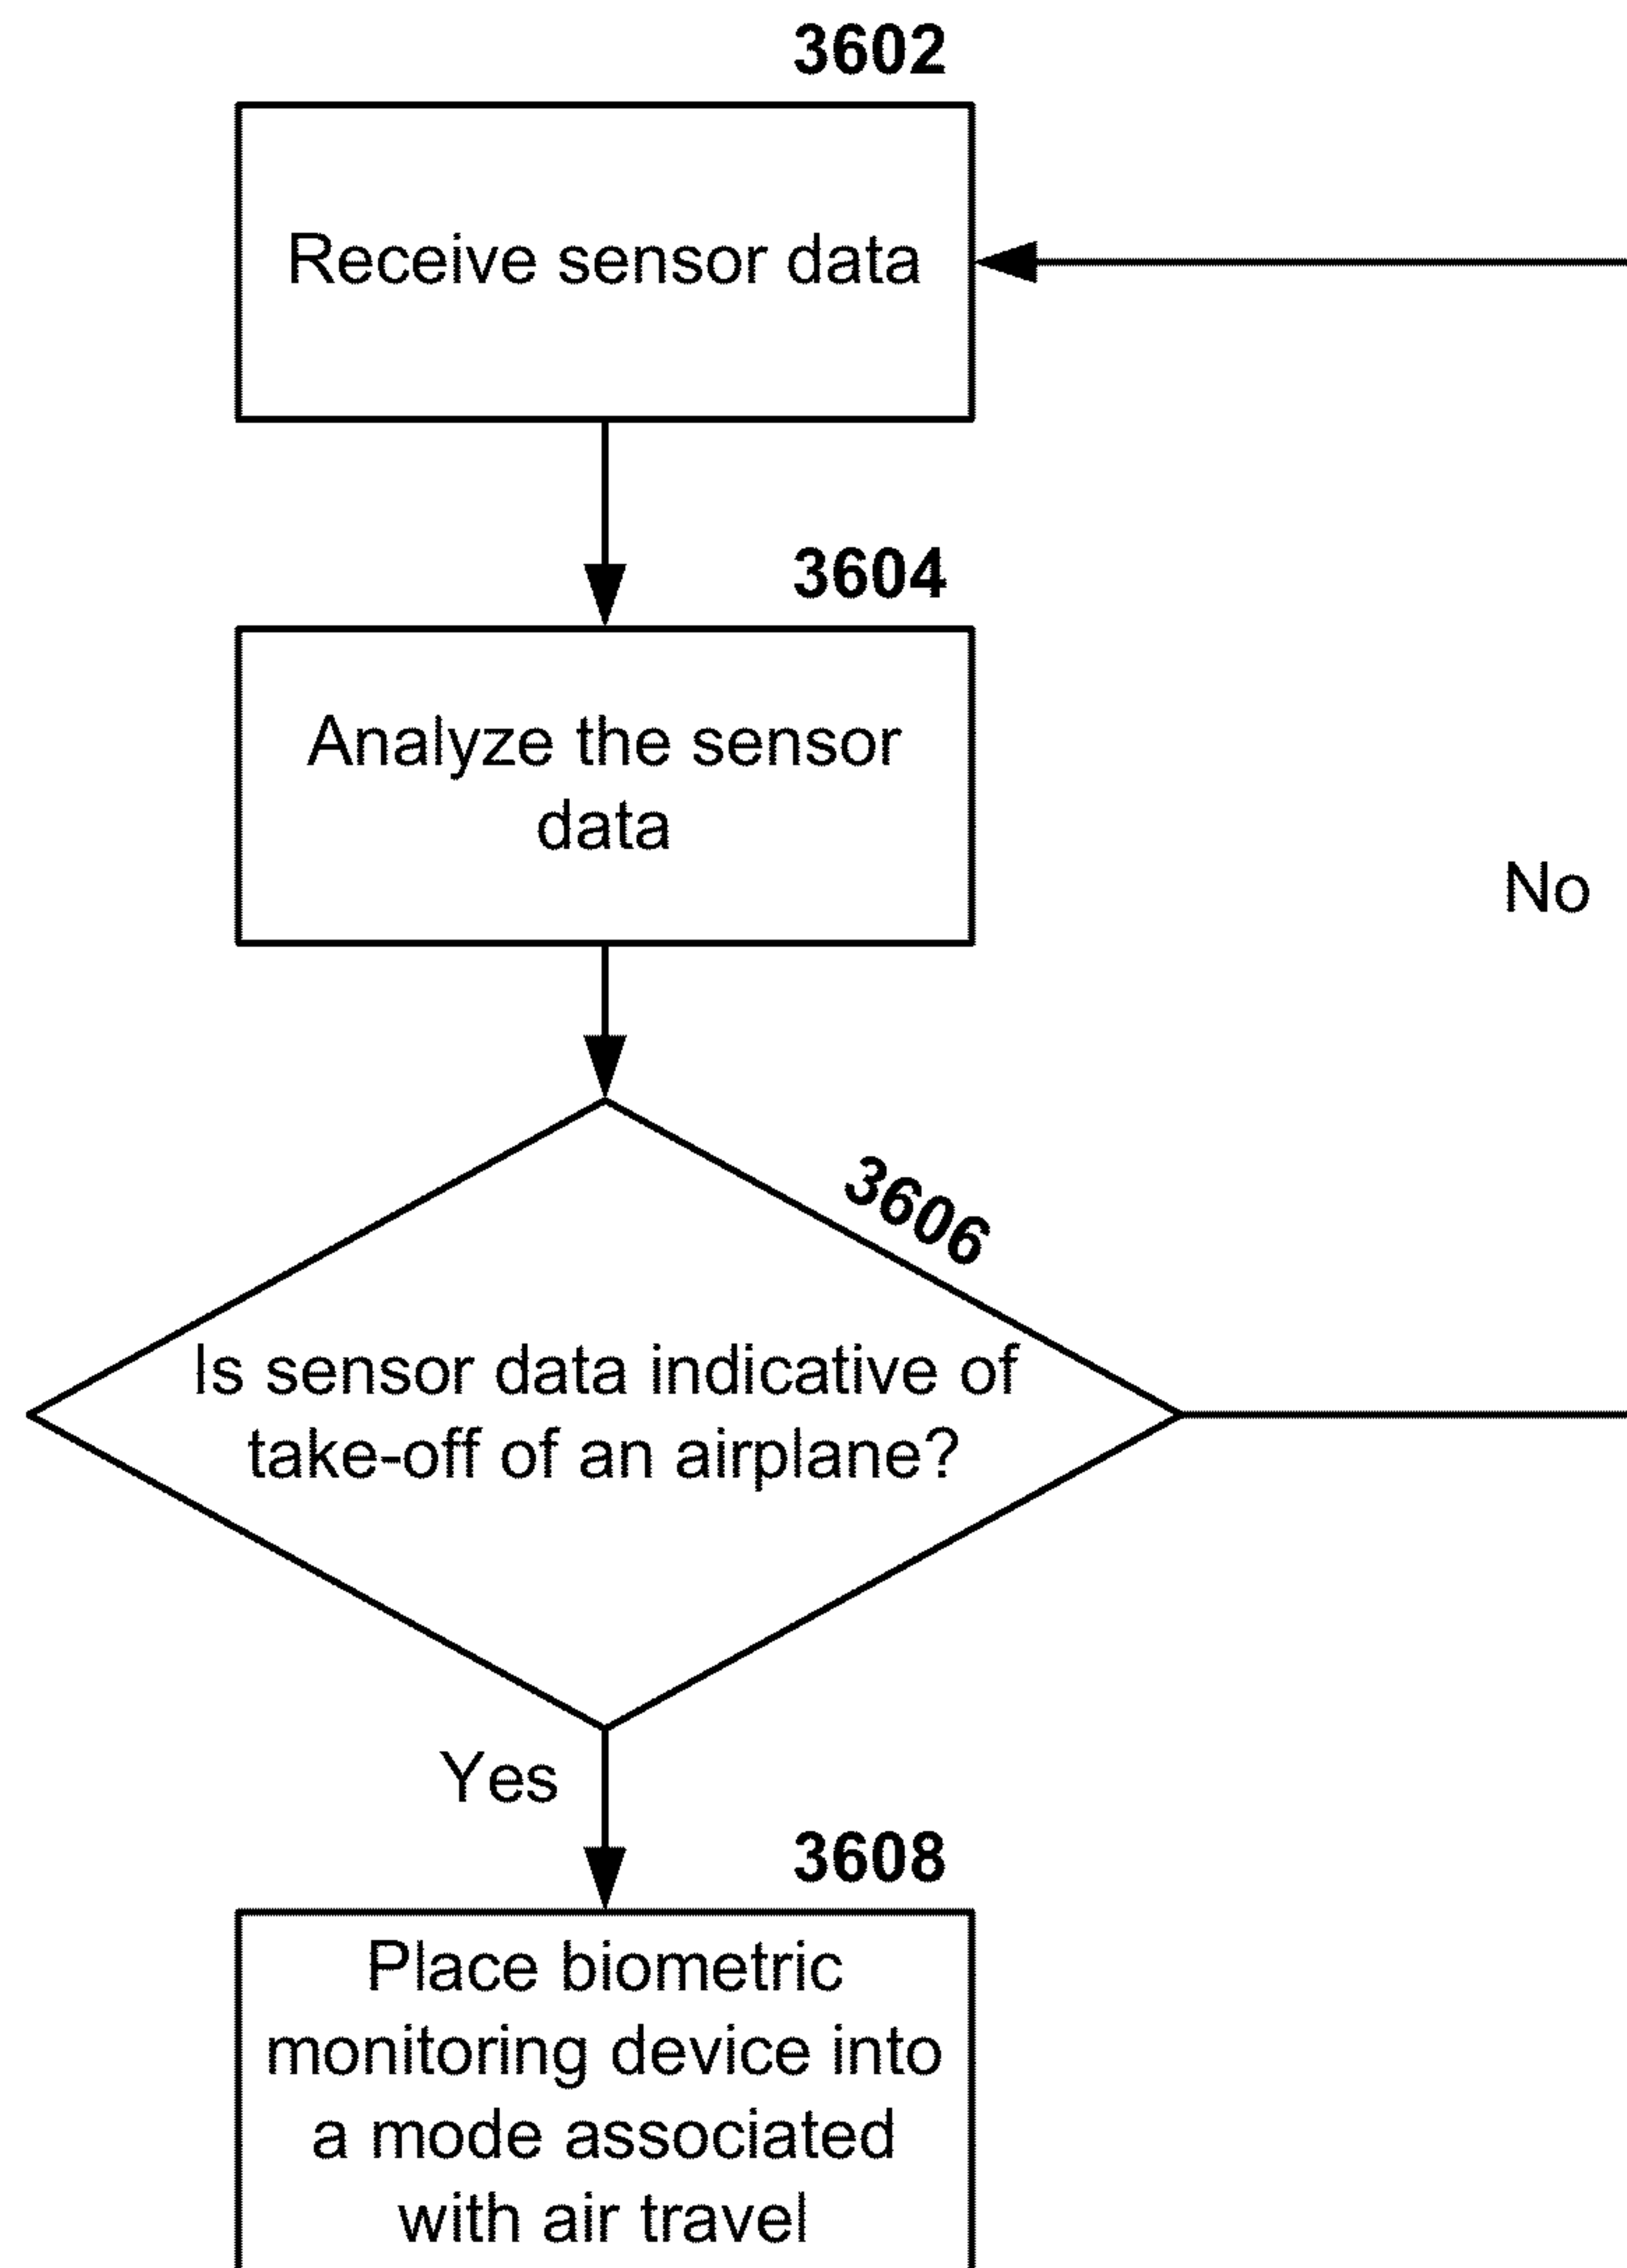 3602
Receive sensor data
3604
Analyze the sensor
data
No
3606
Is sensor data indicative of
take-off of an airplane?
Yes
3608
Place biometric
monitoring device into
a mode associated
with air travel